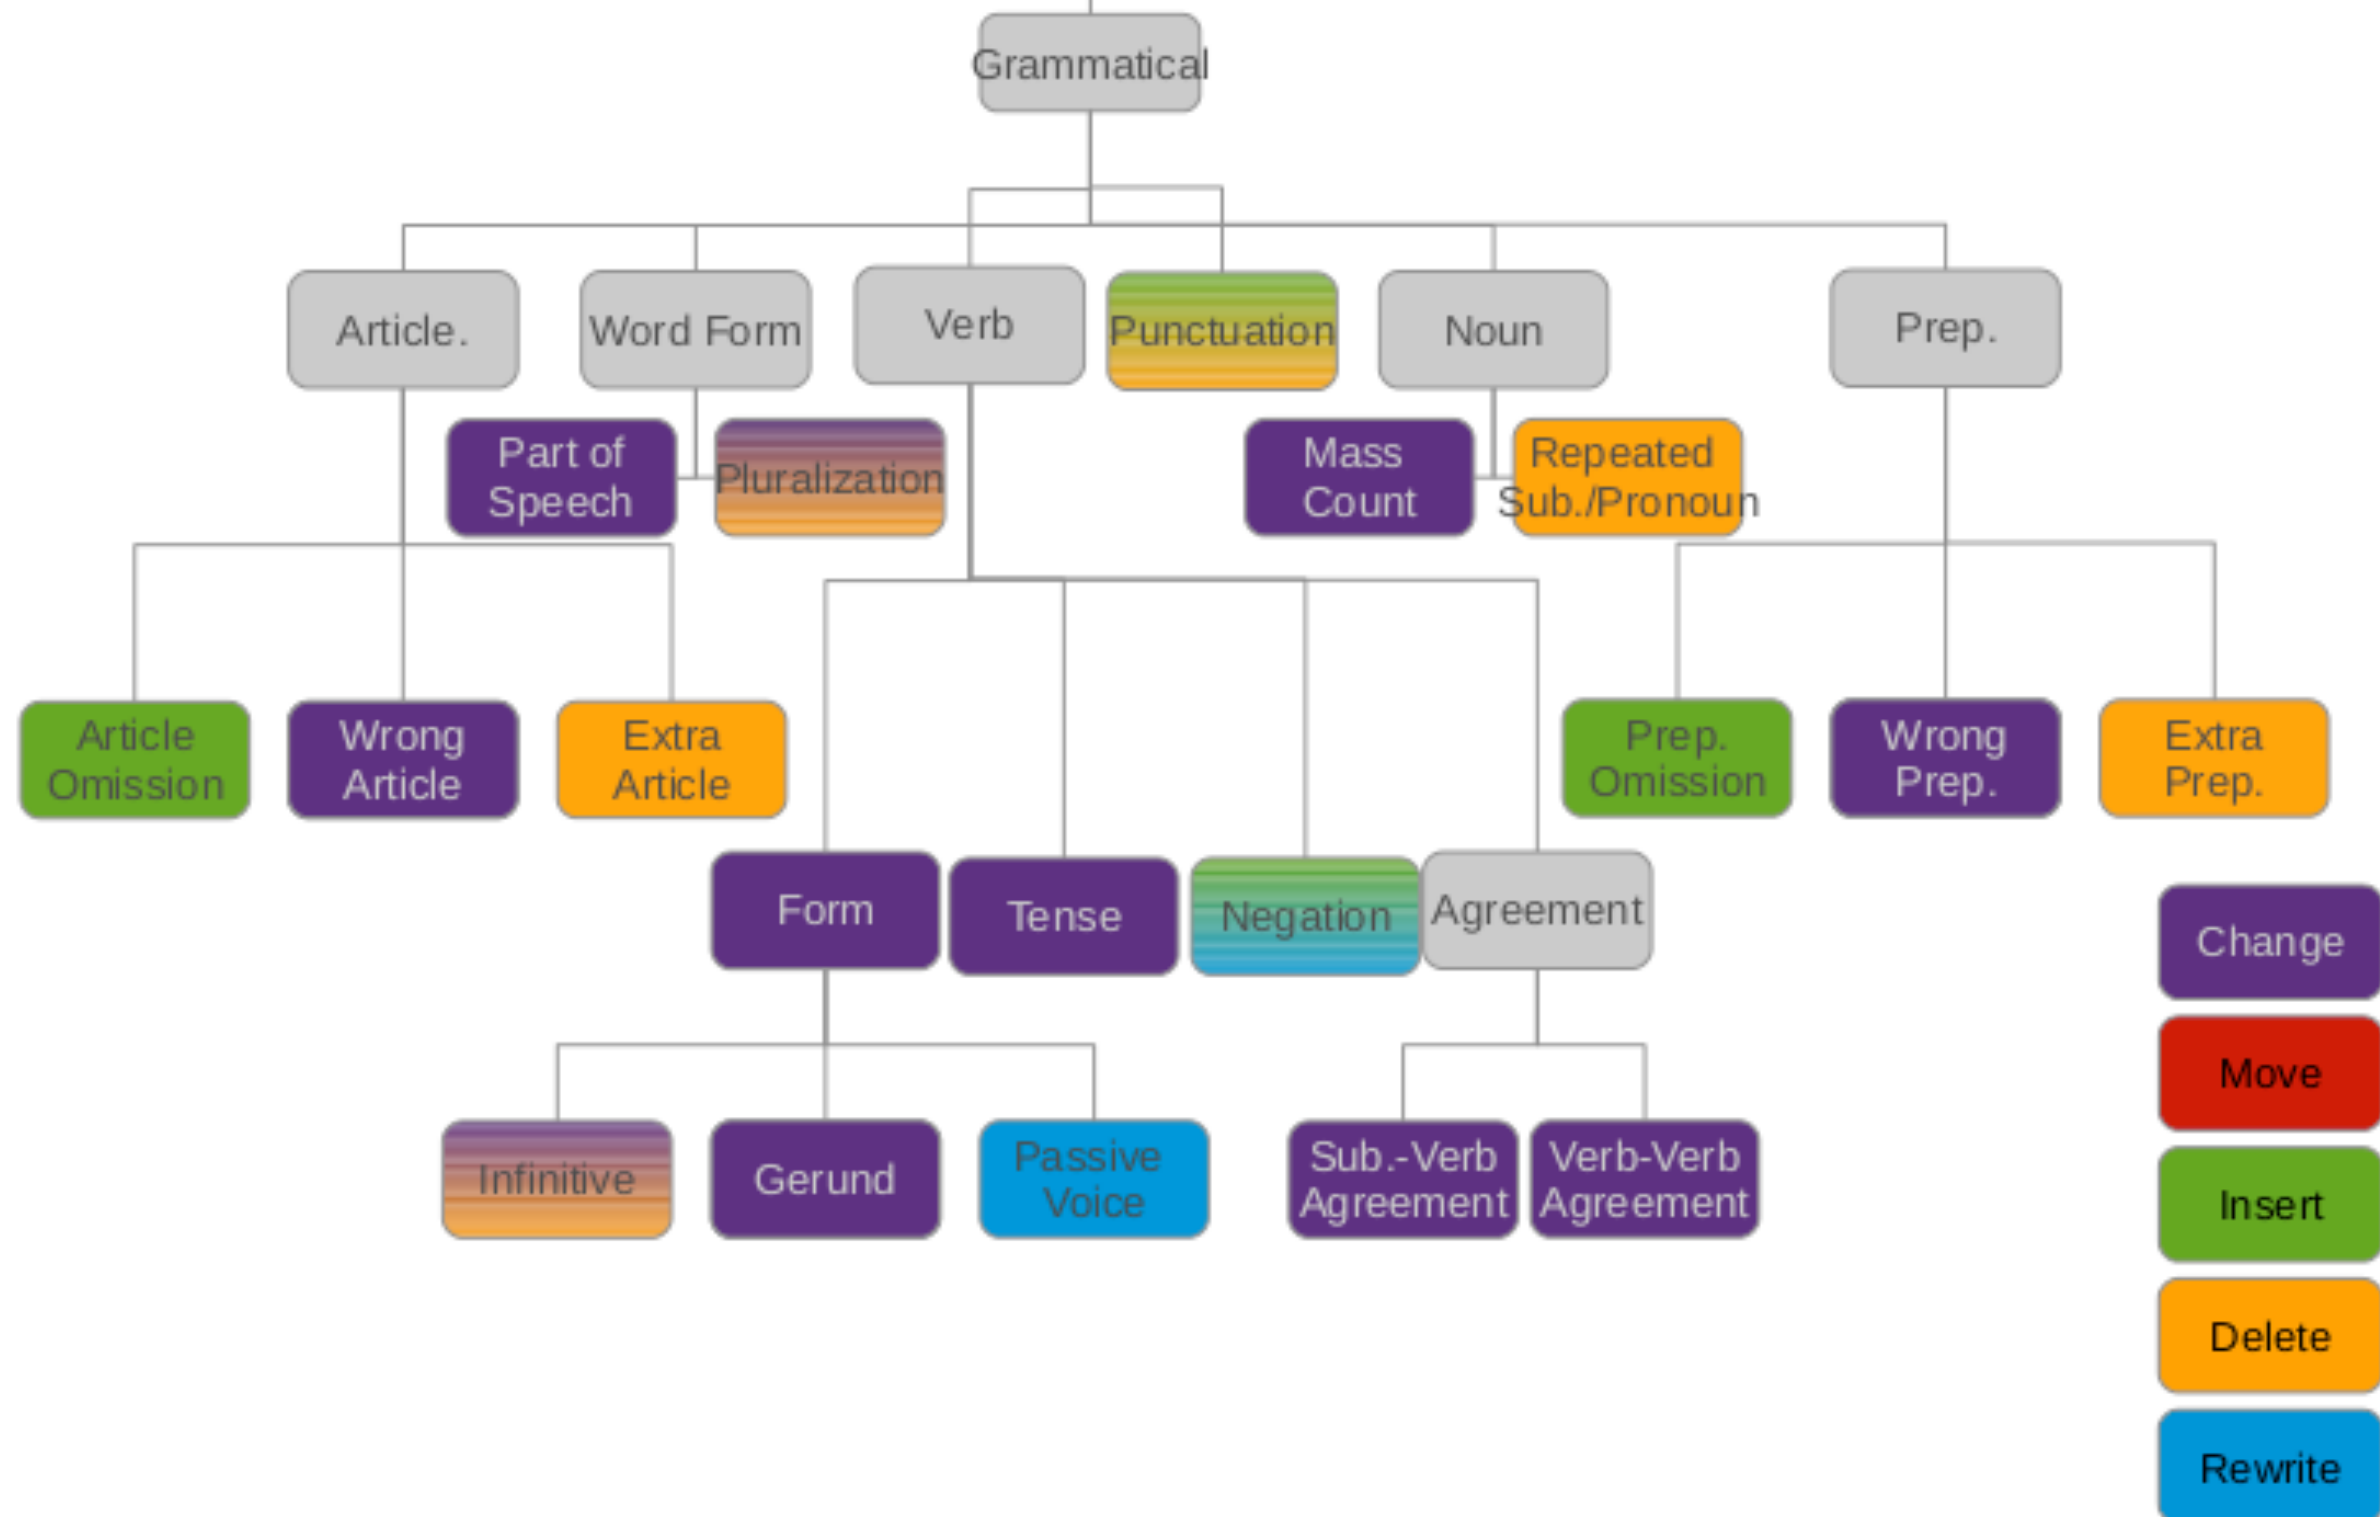 Grammatical
Article.
Word Form
Verb
Punctuation
Noun
Prep.
Part of
Speech
Pluralization
Mass
Count
Repeated
Sub./Pronoun
Article
Omission
Wrong
Article
Extra
Article
Prep.
Omission
Wrong
Prep.
Extra
Prep.
Form
Tense
Negation
Agreement
Infinitive
Gerund
Passive
Voice
Sub.-Verb
Agreement
Verb-Verb
Agreement
Change
Move
Insert
Delete
Rewrite